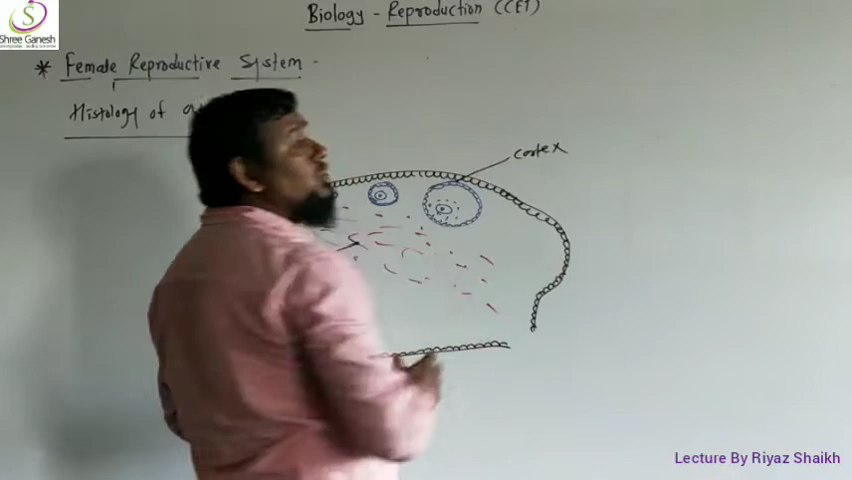 Biology - Reproduction (CET)
S
Shree Ganesh
* Female Reproductive System -
Histology of
cortex
Lecture By Riyaz Shaikh